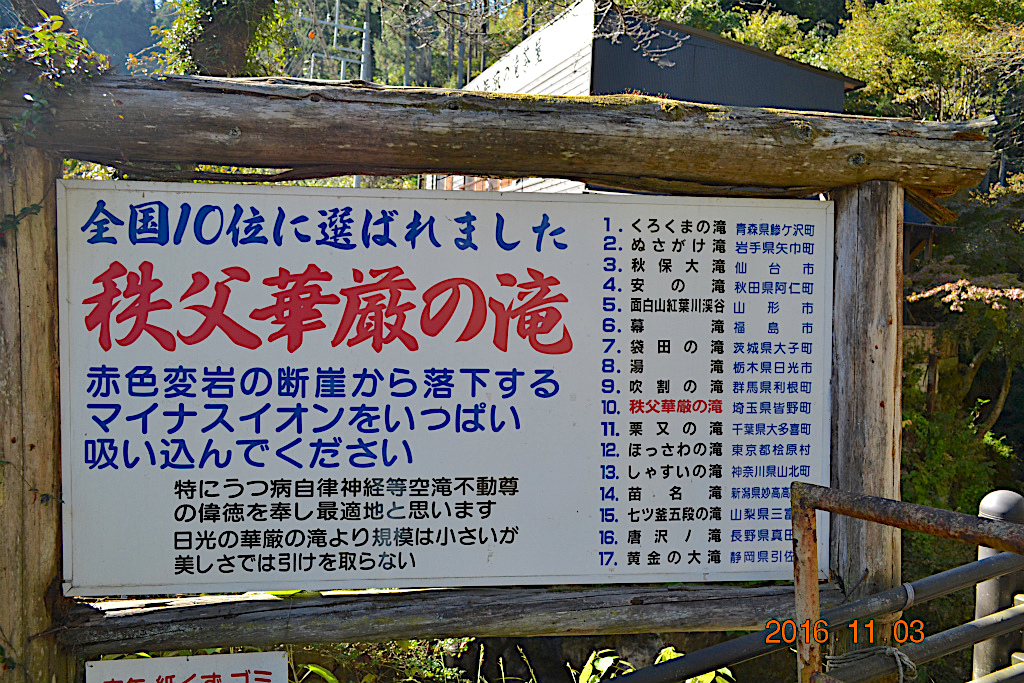 全国10位に選ばれました
秩父華厳の滝
赤色変岩の断崖から落下する
マイナスイオンをいっぱい
吸い込んでください
特にうつ病自律神経等空滝不動尊
の偉徳を奉し最適地と思います
日光の華厳の滝より規模は小さいが
美しさでは引けを取らない
1. くろくまの滝 青森県鰺ケ沢町
2. ぬさがけ滝 岩手県矢巾町
3. 秋保大滝 仙台市
4. 安の滝 秋田県阿仁町
5. 面白山紅葉川渓谷 山形市
6. 幕滝 福島市
7. 袋田の滝 茨城県大子町
8. 湯滝 栃木県日光市
9. 吹割の滝 群馬県利根町
10. 秩父華厳の滝 埼玉県皆野町
11. 栗又の滝 千葉県大多喜町
12. ほっさわの滝 東京都桧原村
13. しゃすいの滝 神奈川県山北町
14. 苗名滝 新潟県妙高高
15. 七ツ釜五段の滝 山梨県三富
16. 唐沢ノ滝 長野県真田
17. 黄金の大滝 静岡県引佐
紙くず ゴミ
2016 11 03